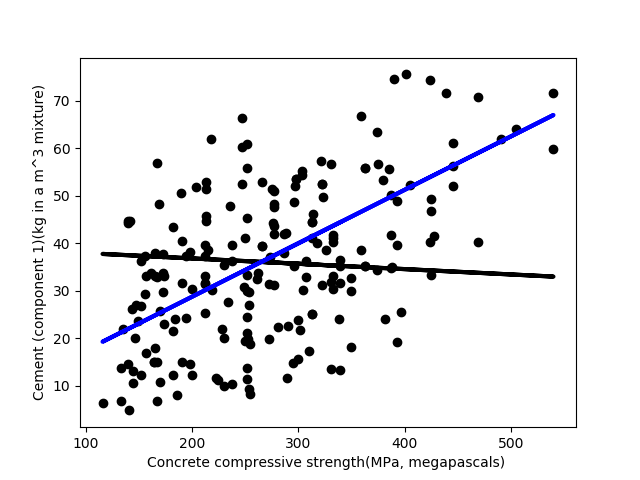 70
60
50
40
30
20
10
Cement (component 1)(kg in a m^3 mixture)
100 200 300 400 500
Concrete compressive strength(MPa, megapascals)